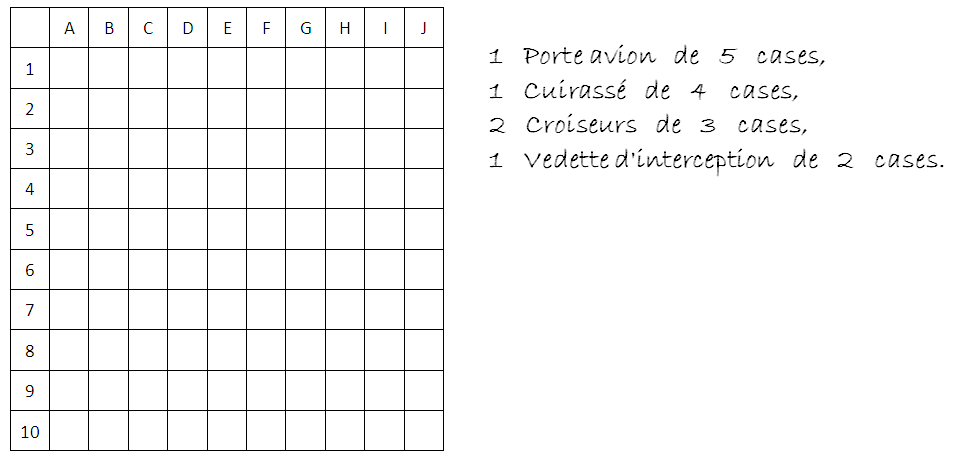 A B C D E F G H I J
1
2
3
4
5
6
7
8
9
10
1 Porte avion de 5 cases,
1 Cuirassé de 4 cases,
2 Croiseurs de 3 cases,
1 Vedette d'interception de 2 cases.